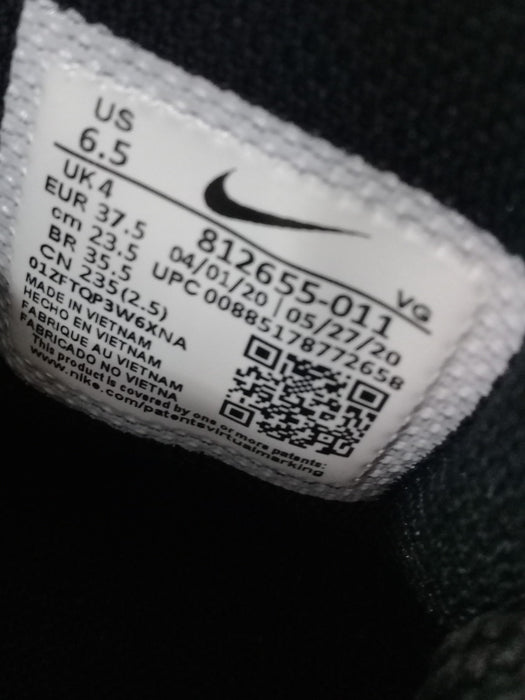 US
6.5
UK 4
EUR 37.5
cm 23.5
BR 35.5
CN 235(2.5)
812655-011 VG
04/01/20 | 05/27/20
UPC 00885178772658
01ZFTQP3W6XNA
MADE IN VIETNAM
HECHO EN VIETNAM
FABRIQUE AU VIETNAM
FABRICADO NO VIETNA
This product is covered by one or more patents:
www.nike.com/patentsvirtualmarking